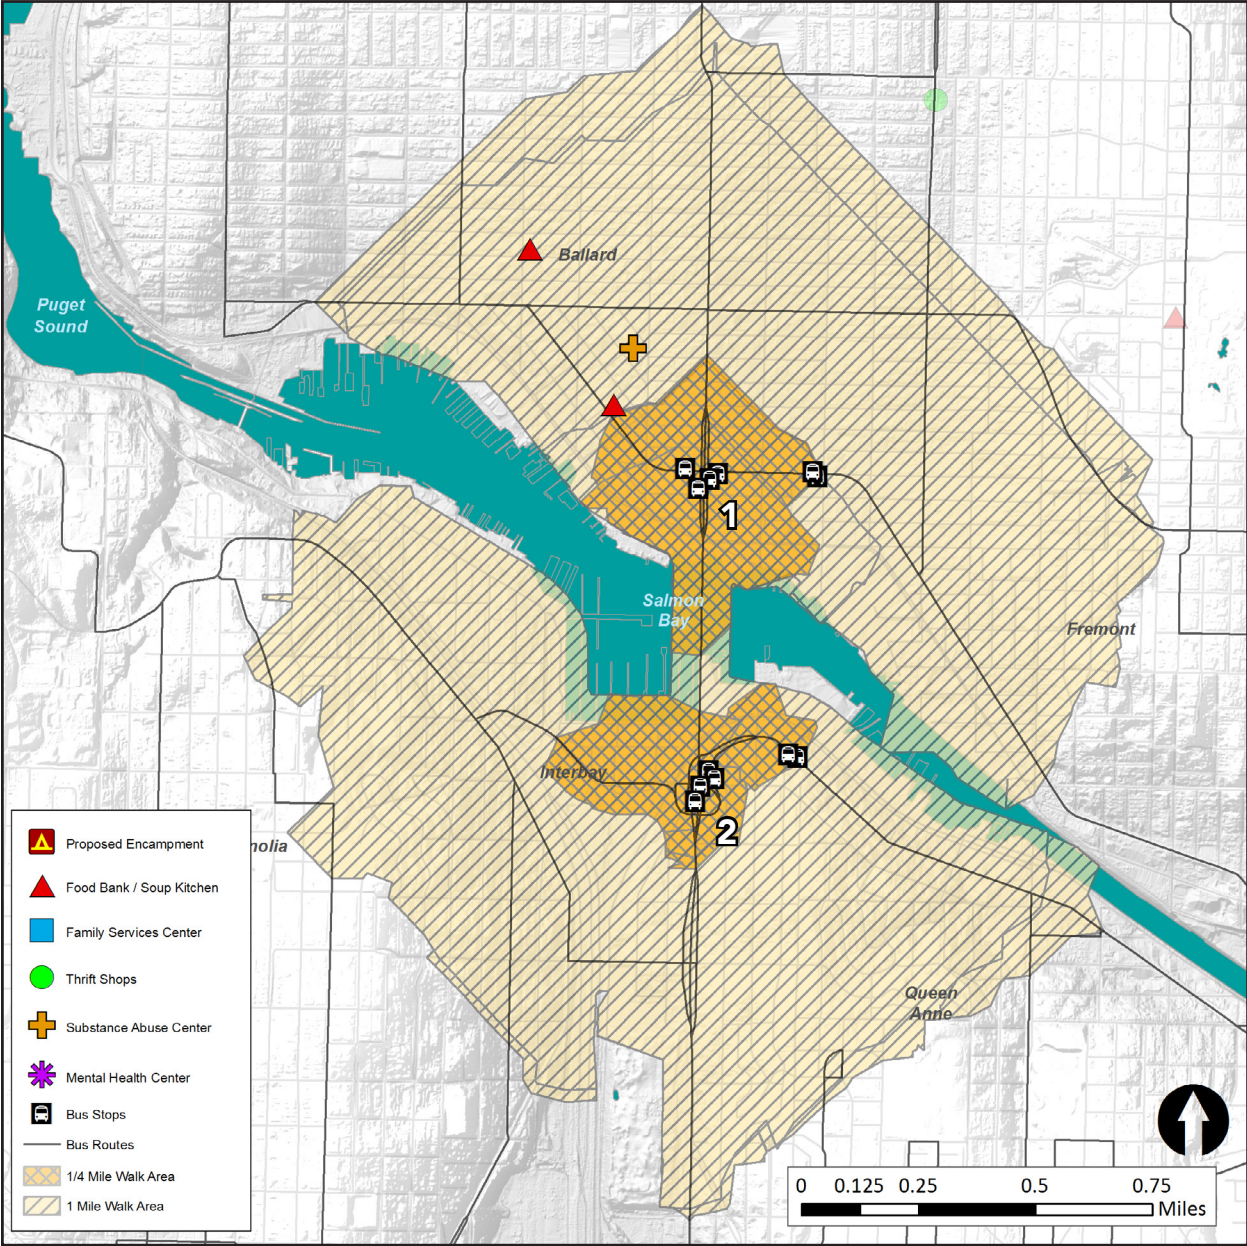 Ballard
Puget
Sound
1
Salmon
Bay
Fremont
Interbay
2
nolia
Queen
Anne
Proposed Encampment
Food Bank / Soup Kitchen
Family Services Center
Thrift Shops
Substance Abuse Center
Mental Health Center
Bus Stops
Bus Routes
1/4 Mile Walk Area
1 Mile Walk Area
0 0.125 0.25 0.5 0.75
Miles